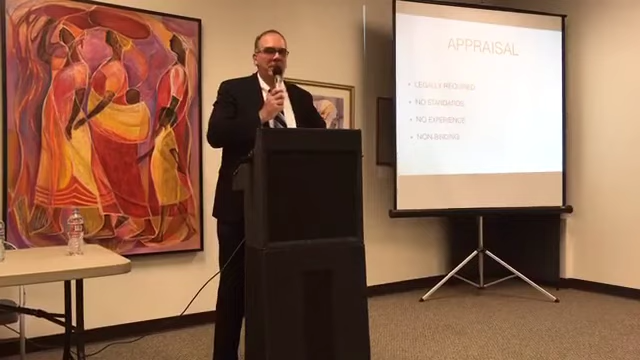 APPRAISAL
• LEGALLY REQUIRED
• NO STANDARDS
• NO EXPERIENCE
• NON BINDING